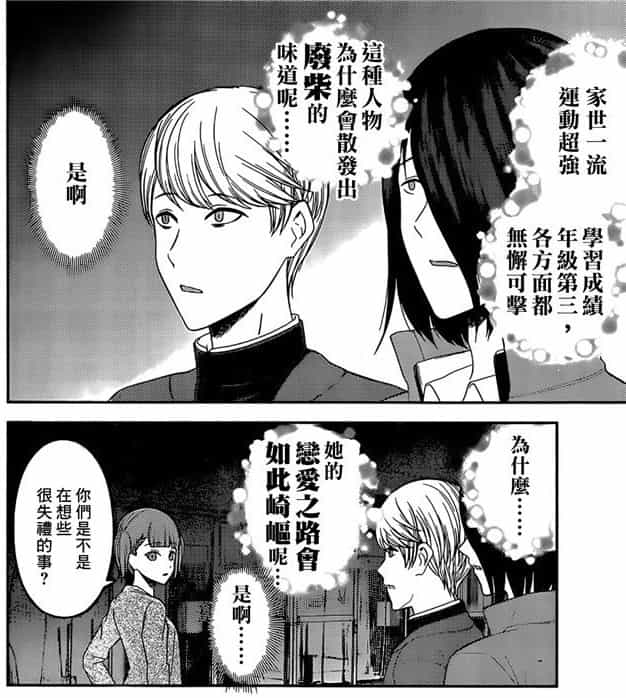 家世一流
運動超強
學習成績
年級第三，
各方面都
無懈可擊
這種人物
為什麼會散發出
廢柴的
味道呢……
是啊
為什麼……
她的
戀愛之路會
如此崎嶇呢…
是啊……
你們是不是
在想些
很失禮的事？